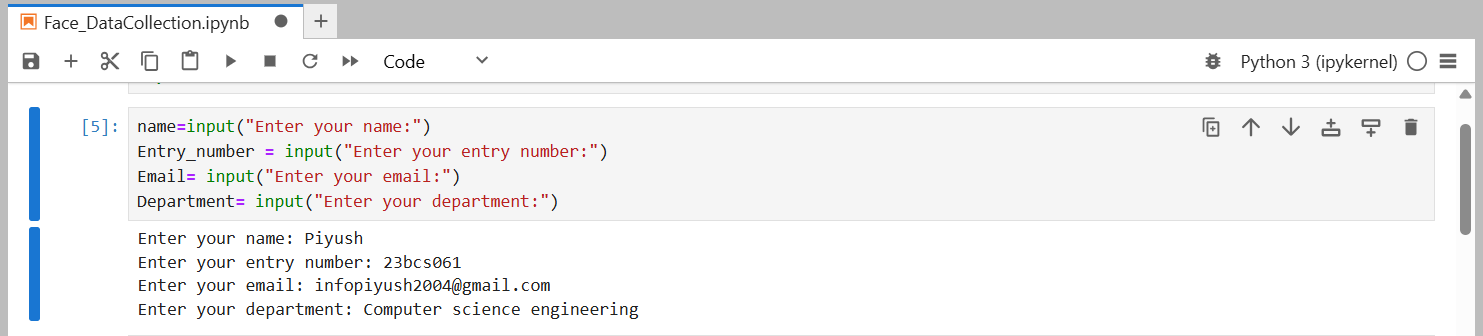 Face_DataCollection.ipynb
Code
Python 3 (ipykernel)
[5]:
name=input("Enter your name:")
Entry_number = input("Enter your entry number:")
Email= input("Enter your email:")
Department= input("Enter your department:")
Enter your name: Piyush
Enter your entry number: 23bcs061
Enter your email: infopiyush2004@gmail.com
Enter your department: Computer science engineering